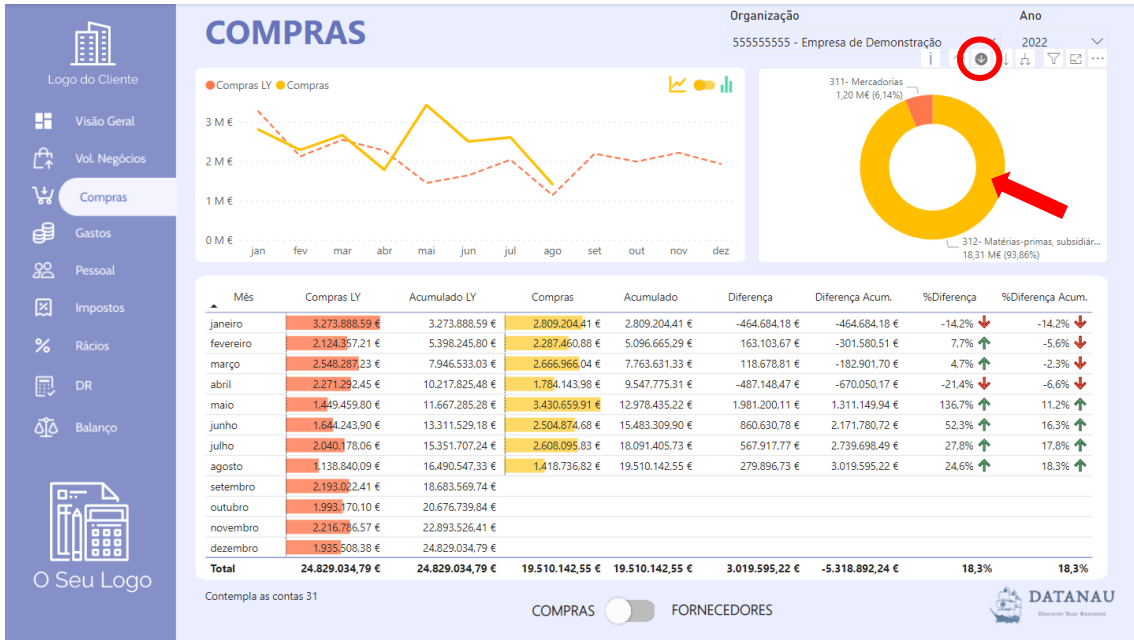 Organização
Ano
COMPRAS
555555555 - Empresa de Demonstração
2022
Logo do Cliente
Visão Geral
Vol. Negócios
Compras
Gastos
Pessoal
Impostos
Rácios
DR
Balanço
O Seu Logo
Compras LY Compras
3 M €
2 M €
1 M €
0 M €
jan fev mar abr mai jun jul ago set out nov dez
311- Mercadorias
1,20 M€ (6,14%)
312- Matérias-primas, subsidiár...
18,31 M€ (93,86%)
Mês Compras LY Acumulado LY Compras Acumulado Diferença Diferença Acum. %Diferença %Diferença Acum.
janeiro 3.273.888,59 € 3.273.888,59 € 2.809.204,41 € 2.809.204,41 € -464.684,18 € -464.684,18 € -14,2% -14,2%
fevereiro 2.124.357,21 € 5.398.245,80 € 2.287.460,88 € 5.096.665,29 € 163.103,67 € -301.580,51 € 7,7% -5,6%
março 2.548.287,23 € 7.946.533,03 € 2.666.966,04 € 7.763.631,33 € 118.678,81 € -182.901,70 € 4,7% -2,3%
abril 2.271.292,45 € 10.217.825,48 € 1.784.143,98 € 9.547.775,31 € -487.148,47 € -670.050,17 € -21,4% -6,6%
maio 1.449.459,80 € 11.667.285,28 € 3.430.659,91 € 12.978.435,22 € 1.981.200,11 € 1.311.149,94 € 136,7% 11,2%
junho 1.644.243,90 € 13.311.529,18 € 2.504.874,68 € 15.483.309,90 € 860.630,78 € 2.171.780,72 € 52,3% 16,3%
julho 2.040.178,06 € 15.351.707,24 € 2.608.095,83 € 18.091.405,73 € 567.917,77 € 2.739.698,49 € 27,8% 17,8%
agosto 1.138.840,09 € 16.490.547,33 € 1.418.736,82 € 19.510.142,55 € 279.896,73 € 3.019.595,22 € 24,6% 18,3%
setembro 2.193.022,41 € 18.683.569,74 €
outubro 1.993.170,10 € 20.676.739,84 €
novembro 2.216.786,57 € 22.893.526,41 €
dezembro 1.935.508,38 € 24.829.034,79 €
Total 24.829.034,79 € 24.829.034,79 € 19.510.142,55 € 19.510.142,55 € 3.019.595,22 € -5.318.892,24 € 18,3% 18,3%
Contempla as contas 31
COMPRAS FORNECEDORES
DATANAU
Discover Your Business